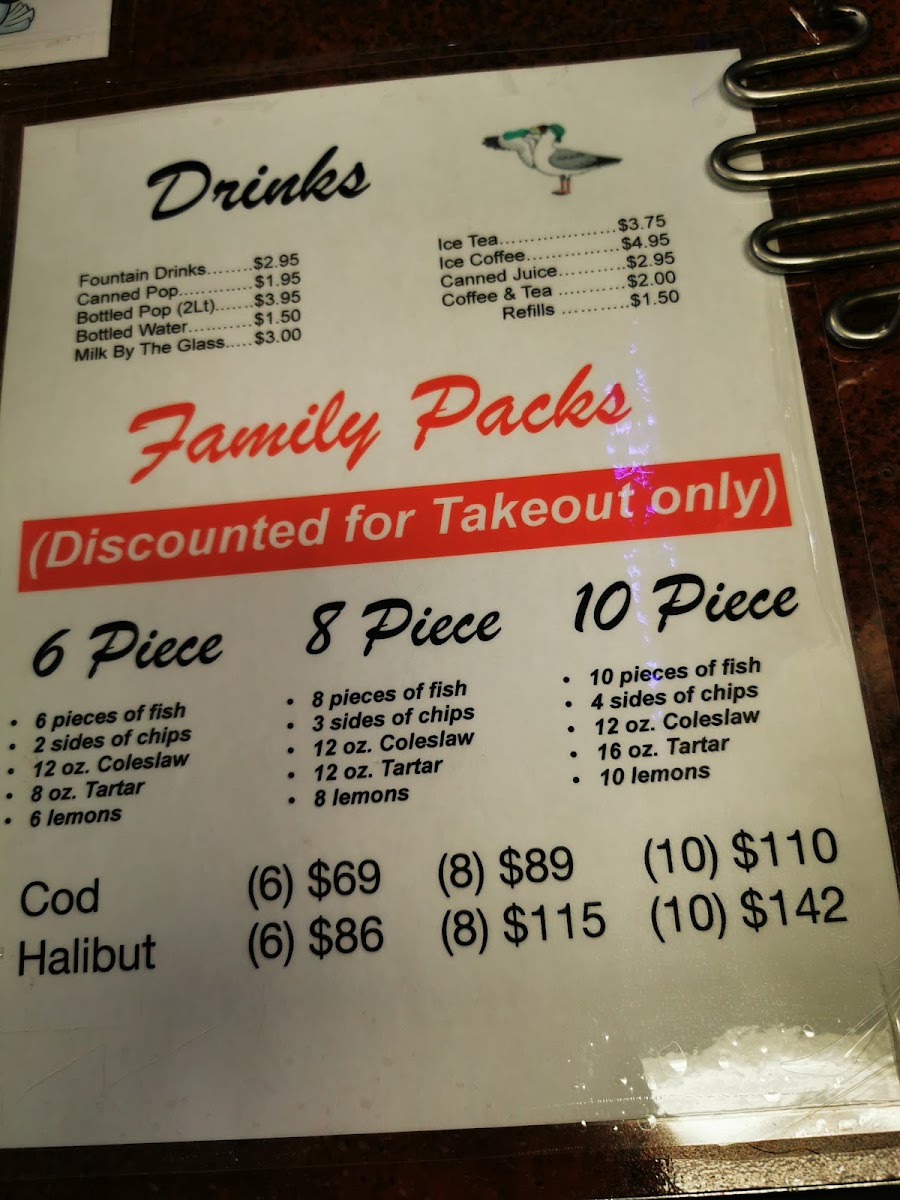 Drinks
Fountain Drinks........$2.95
Canned Pop............$1.95
Bottled Pop (2Lt)......$3.95
Bottled Water..........$1.50
Milk By The Glass.....$3.00
Ice Tea....................$3.75
Ice Coffee................$4.95
Canned Juice...........$2.95
Coffee & Tea ...........$2.00
Refills ...........$1.50
Family Packs
(Discounted for Takeout only)
6 Piece
• 6 pieces of fish
• 2 sides of chips
• 12 oz. Coleslaw
• 8 oz. Tartar
• 6 lemons
8 Piece
• 8 pieces of fish
• 3 sides of chips
• 12 oz. Coleslaw
• 12 oz. Tartar
• 8 lemons
10 Piece
• 10 pieces of fish
• 4 sides of chips
• 12 oz. Coleslaw
• 16 oz. Tartar
• 10 lemons
Cod (6) $69 (8) $89 (10) $110
Halibut (6) $86 (8) $115 (10) $142